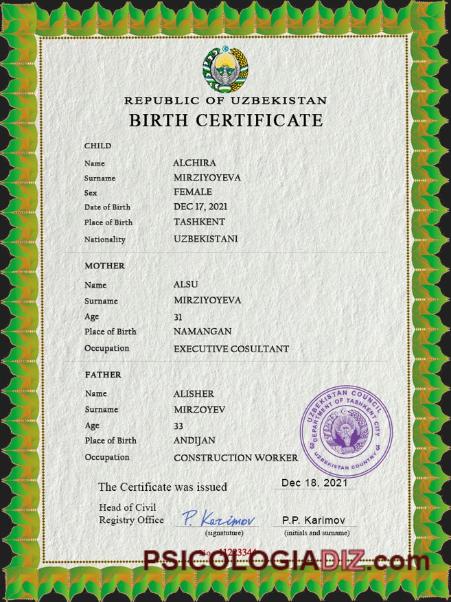 REPUBLIC OF UZBEKISTAN
BIRTH CERTIFICATE
CHILD
Name ALCHIRA
Surname MIRZIYOYEVA
Sex FEMALE
Date of Birth DEC 17, 2021
Place of Birth TASHKENT
Nationality UZBEKISTANI
MOTHER
Name ALSU
Surname MIRZIYOYEVA
Age 31
Place of Birth NAMANGAN
Occupation EXECUTIVE COSULTANT
FATHER
Name ALISHER
Surname MIRZOYEV
Age 33
Place of Birth ANDIJAN
Occupation CONSTRUCTION WORKER
UZBEKISTAN COUNCIL
DEPARTMENT OF TASHKENT CITY
UZBEKISTAN COUNTRY
The Certificate was issued Dec 18, 2021
Head of Civil
Registry Office P. Karimov P.P. Karimov
(signatuture) (initials and surname)
PSICOLOGIADIZ.com